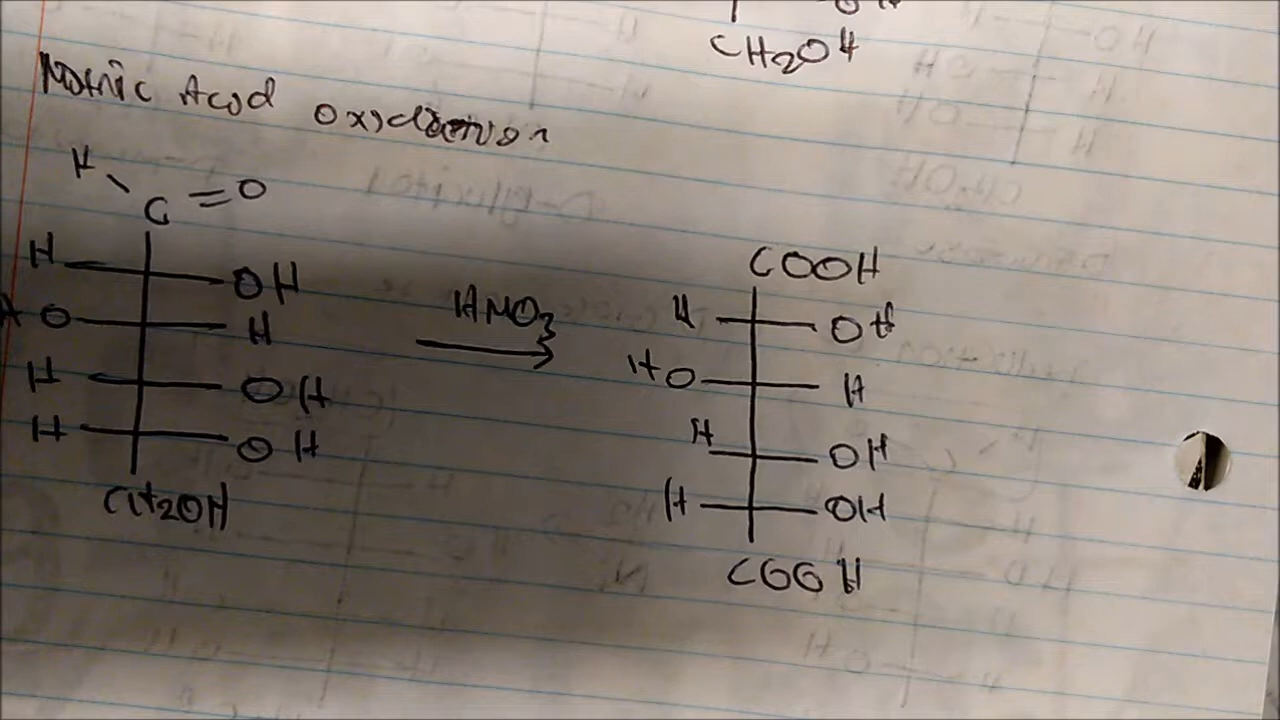 CH2OH
Nitric Acid Oxidation
H
C=O
H OH
HO H
H OH
H OH
CH2OH
HNO3
COOH
H OH
HO H
H OH
H OH
COOH